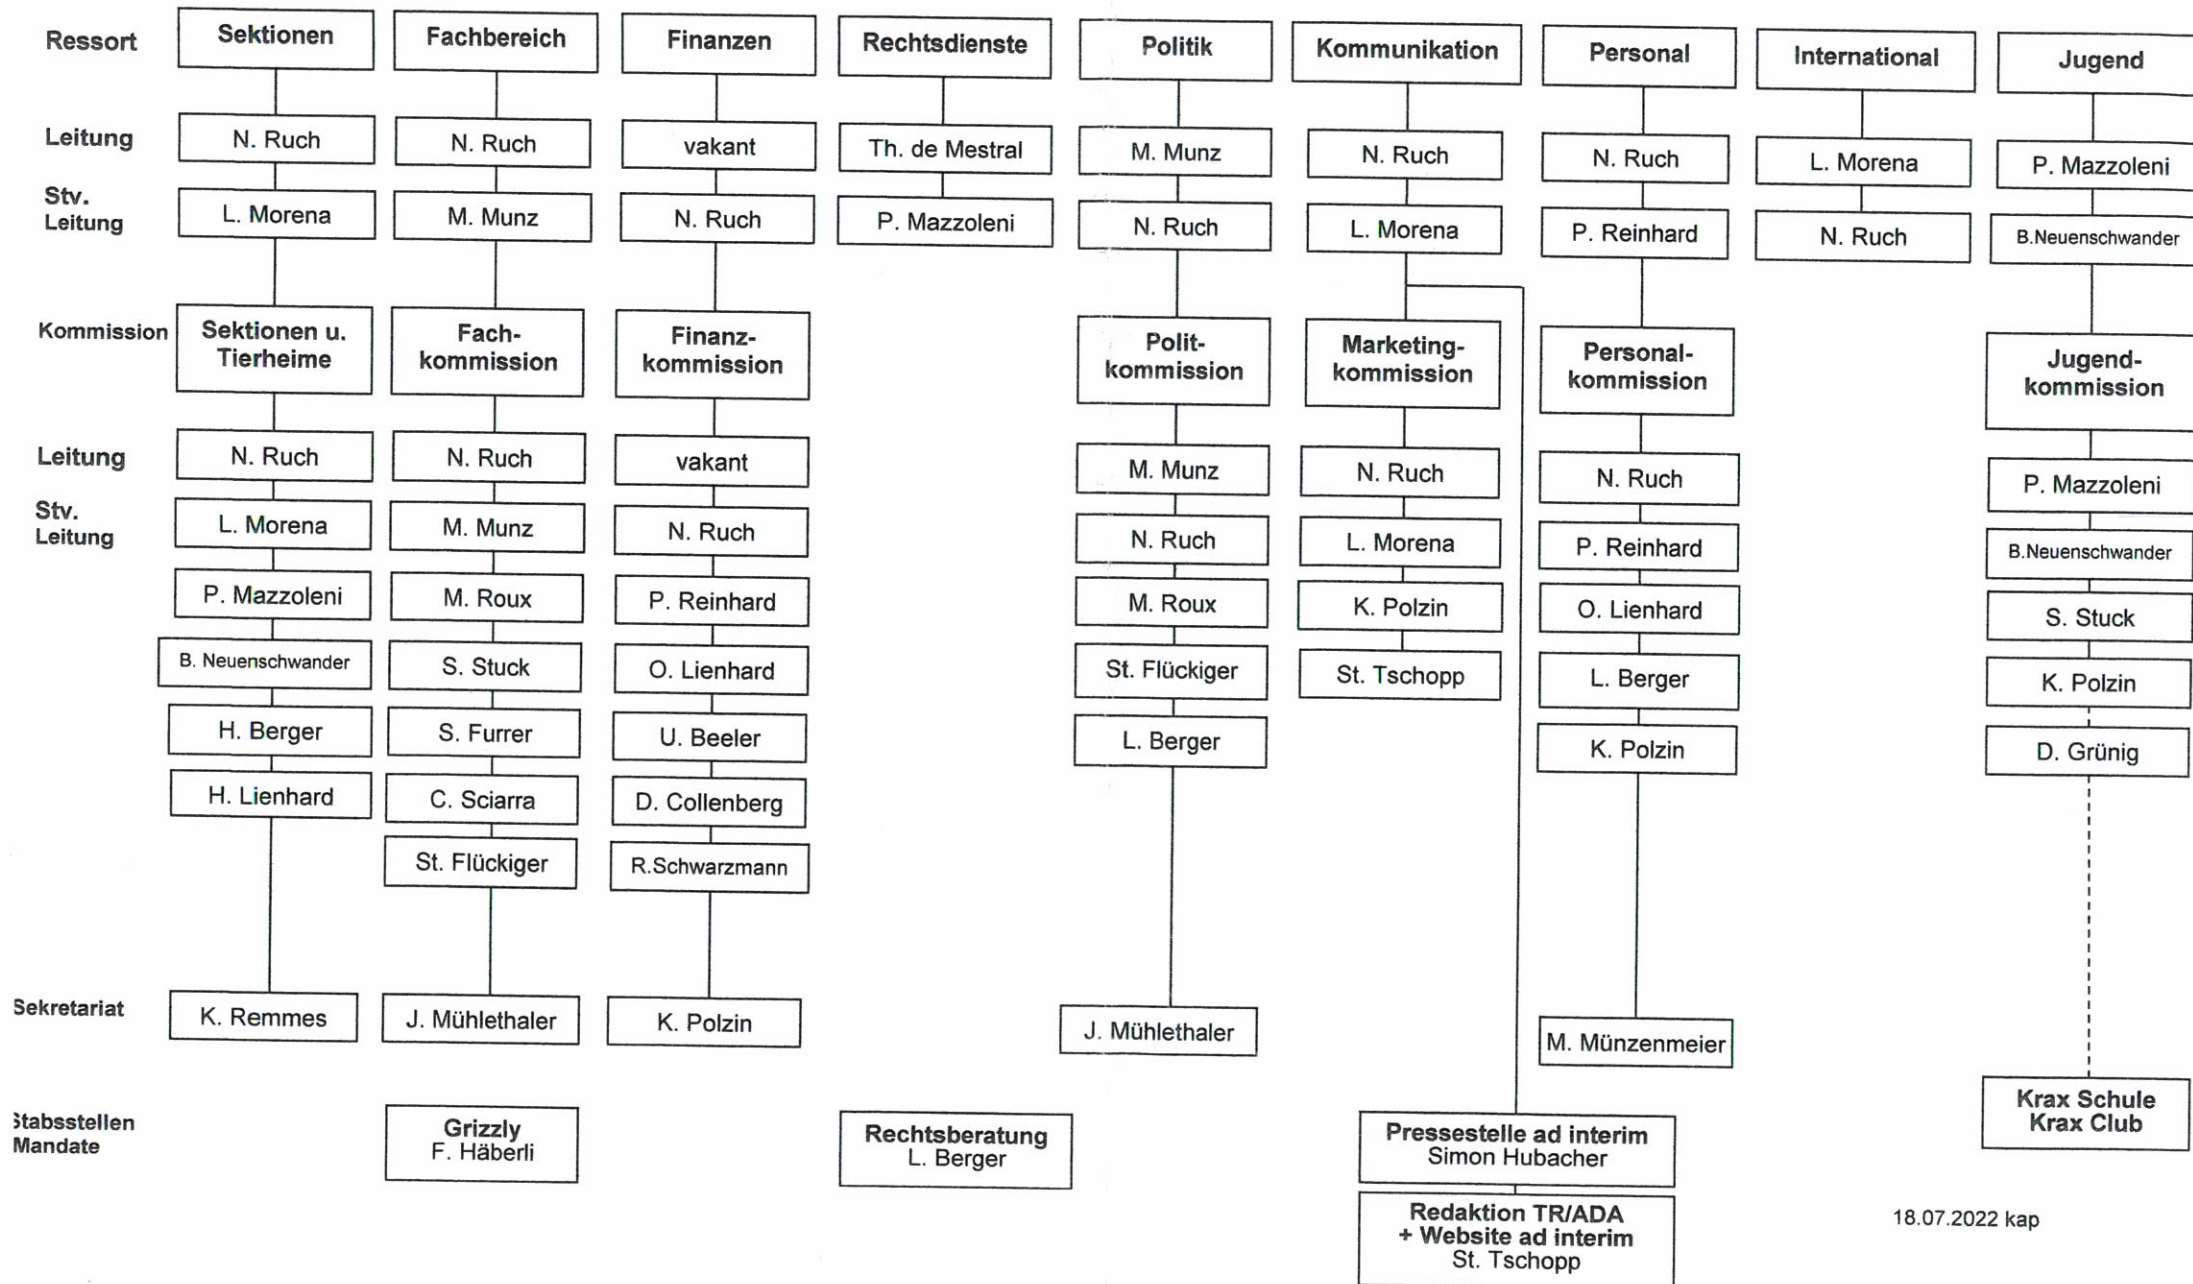 Ressort
Sektionen
Fachbereich
Finanzen
Rechtsdienste
Politik
Kommunikation
Personal
International
Jugend
Leitung
N. Ruch
N. Ruch
vakant
Th. de Mestral
M. Munz
N. Ruch
N. Ruch
L. Morena
P. Mazzoleni
Stv.
Leitung
L. Morena
M. Munz
N. Ruch
P. Mazzoleni
N. Ruch
L. Morena
P. Reinhard
N. Ruch
B.Neuenschwander
Kommission
Sektionen u.
Tierheime
Fach-
kommission
Finanz-
kommission
Polit-
kommission
Marketing-
kommission
Personal-
kommission
Jugend-
kommission
Leitung
N. Ruch
N. Ruch
vakant
M. Munz
N. Ruch
N. Ruch
P. Mazzoleni
Stv.
Leitung
L. Morena
M. Munz
N. Ruch
N. Ruch
L. Morena
P. Reinhard
B.Neuenschwander
P. Mazzoleni
M. Roux
P. Reinhard
M. Roux
K. Polzin
O. Lienhard
S. Stuck
B. Neuenschwander
S. Stuck
O. Lienhard
St. Flückiger
St. Tschopp
L. Berger
K. Polzin
H. Berger
S. Furrer
U. Beeler
L. Berger
K. Polzin
D. Grünig
H. Lienhard
C. Sciarra
D. Collenberg
St. Flückiger
R.Schwarzmann
Sekretariat
K. Remmes
J. Mühlethaler
K. Polzin
J. Mühlethaler
M. Münzenmeier
Stabsstellen
Mandate
Grizzly
F. Häberli
Rechtsberatung
L. Berger
Pressestelle ad interim
Simon Hubacher
Krax Schule
Krax Club
Redaktion TR/ADA
+ Website ad interim
St. Tschopp
18.07.2022 kap